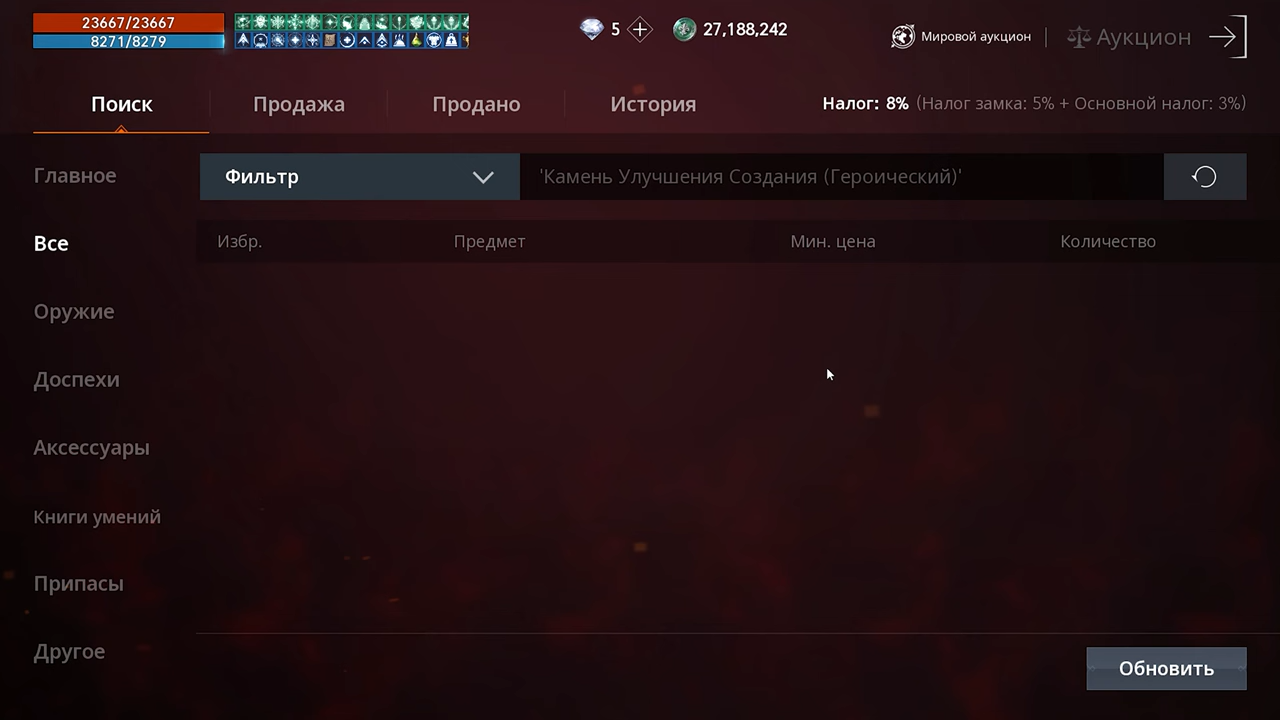 23667/23667
8271/8279
5
27,188,242
Мировой аукцион
Аукцион
Поиск
Продажа
Продано
История
Налог: 8% (Налог замка: 5% + Основной налог: 3%)
Главное
Фильтр
'Камень Улучшения Создания (Героический)'
Все
Избр.
Предмет
Мин. цена
Количество
Оружие
Доспехи
Аксессуары
Книги умений
Припасы
Другое
Обновить